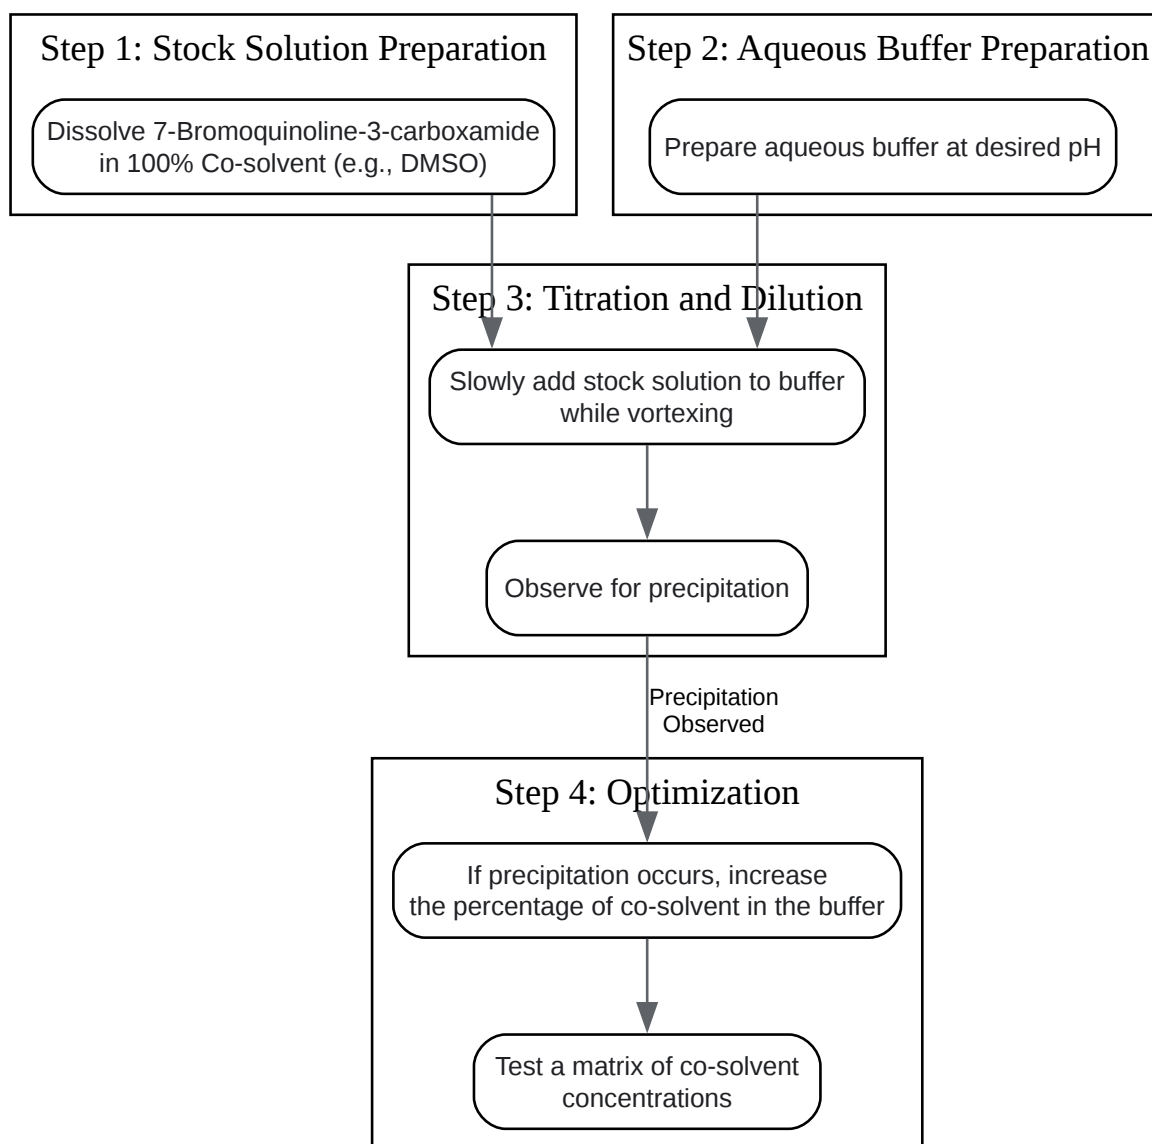 Step 1: Stock Solution Preparation
Dissolve 7-Bromoquinoline-3-carboxamide
in 100% Co-solvent (e.g., DMSO)
Step 2: Aqueous Buffer Preparation
Prepare aqueous buffer at desired pH
Step 3: Titration and Dilution
Slowly add stock solution to buffer
while vortexing
Observe for precipitation
Precipitation
Observed
Step 4: Optimization
If precipitation occurs, increase
the percentage of co-solvent in the buffer
Test a matrix of co-solvent
concentrations